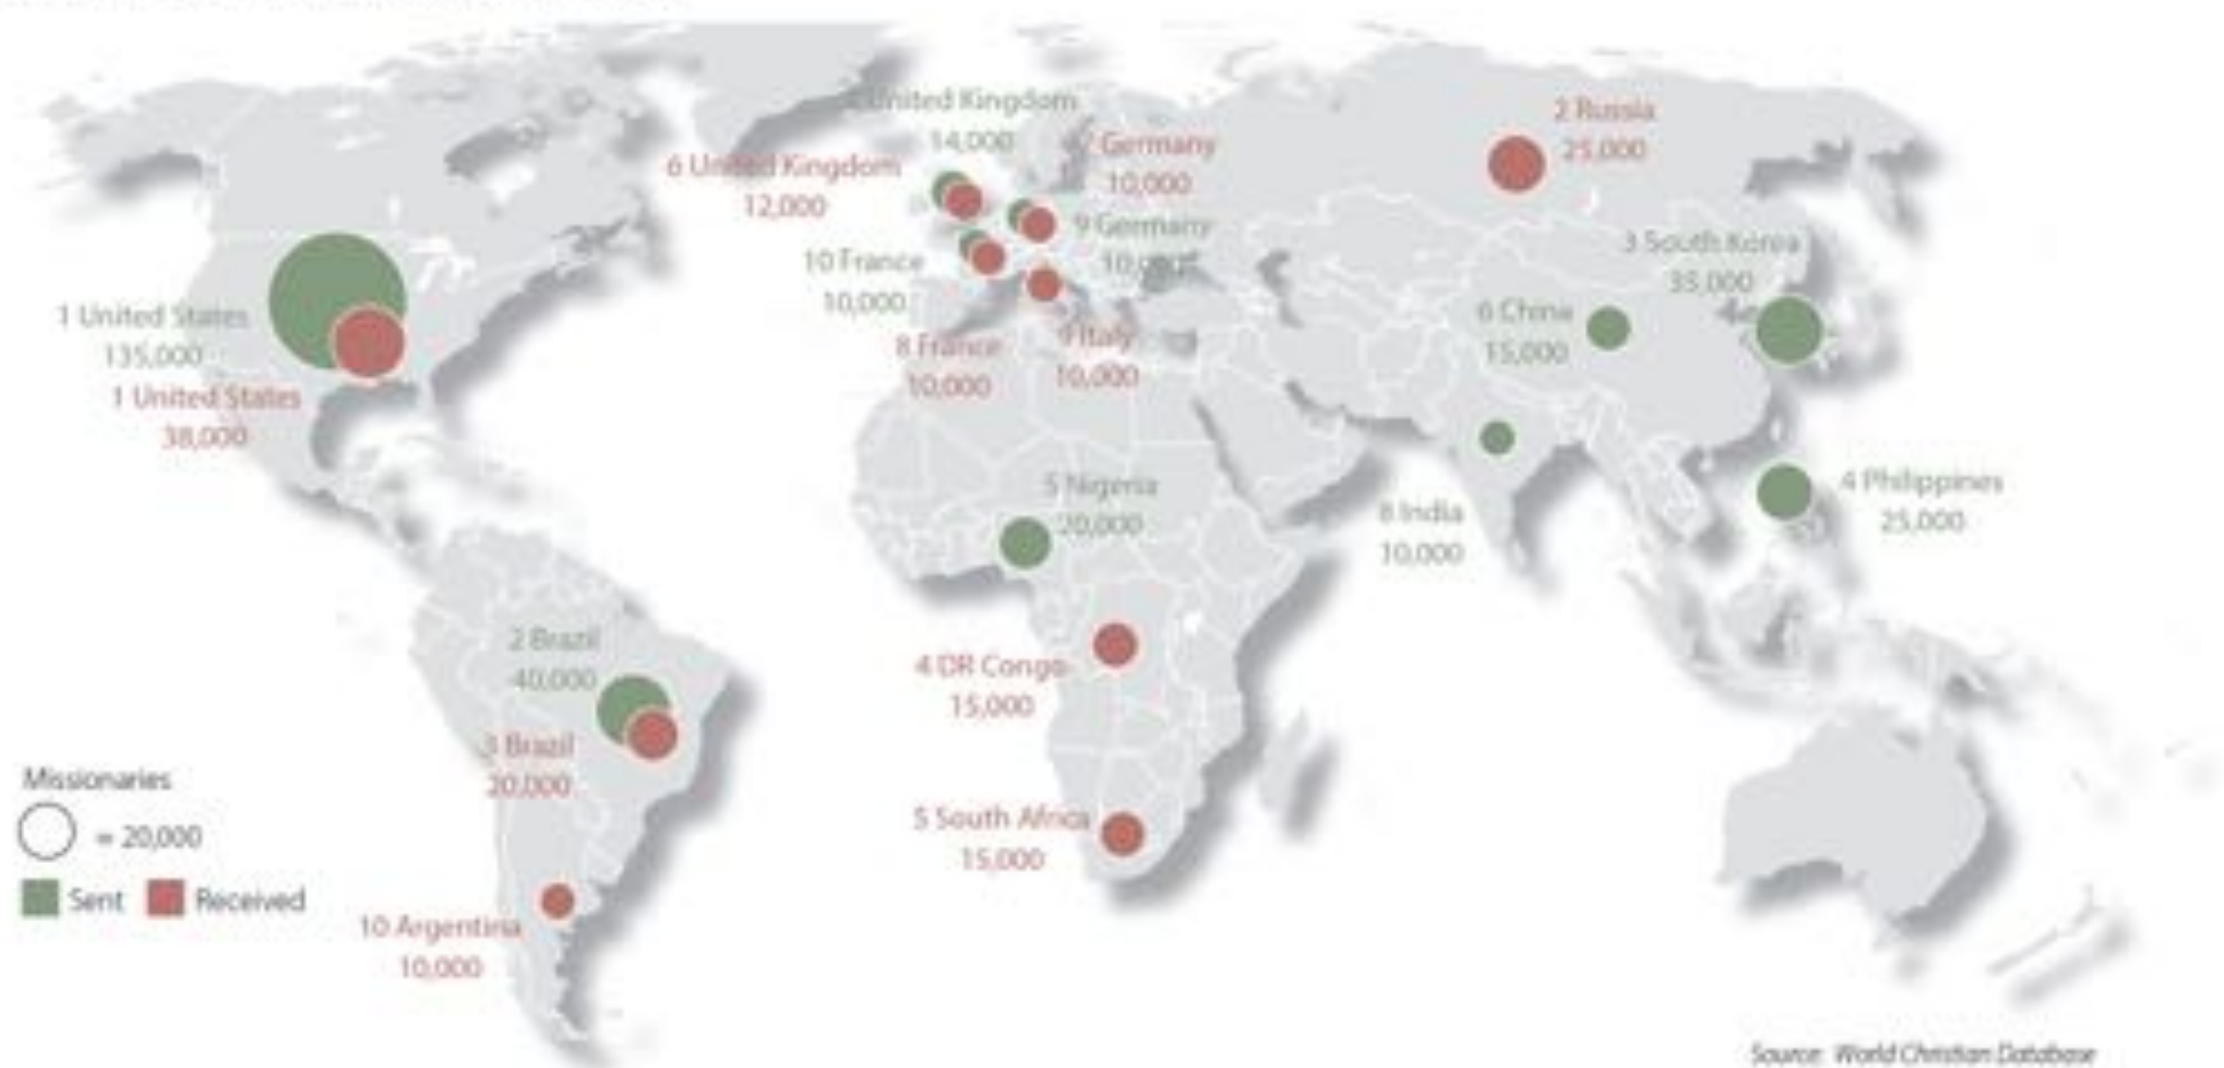 United Kingdom
14,000
6 United Kingdom
12,000
Germany
10,000
9 Germany
10,000
10 France
10,000
8 France
10,000
9 Italy
10,000
2 Russia
25,000
3 South Korea
35,000
6 China
15,000
1 United States
135,000
1 United States
38,000
4 Philippines
25,000
5 Nigeria
20,000
8 India
10,000
2 Brazil
40,000
3 Brazil
20,000
4 DR Congo
15,000
5 South Africa
15,000
10 Argentina
10,000
Missionaries
= 20,000
Sent
Received
Source: World Christian Database